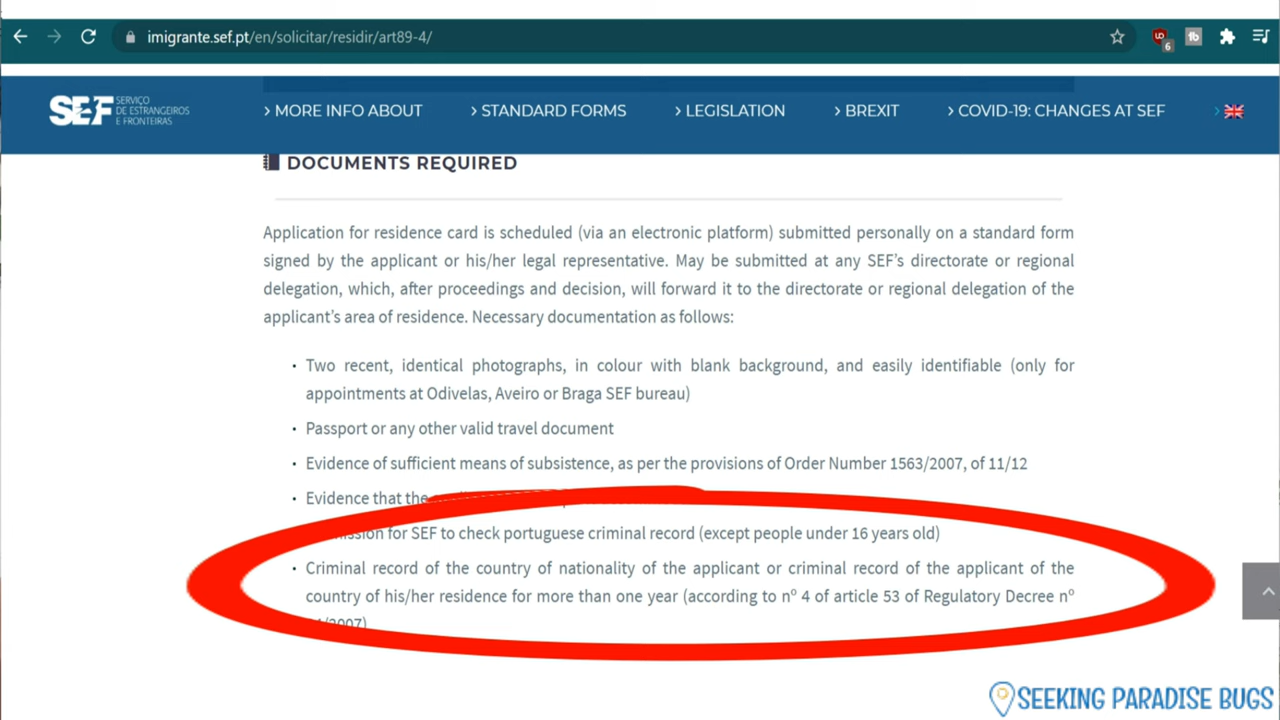 imigrante.sef.pt/en/solicitar/residir/art89-4/
6
SEF SERVIÇO
DE ESTRANGEIROS
E FRONTEIRAS
MORE INFO ABOUT
STANDARD FORMS
LEGISLATION
BREXIT
COVID-19: CHANGES AT SEF
DOCUMENTS REQUIRED
Application for residence card is scheduled (via an electronic platform) submitted personally on a standard form
signed by the applicant or his/her legal representative. May be submitted at any SEF's directorate or regional
delegation, which, after proceedings and decision, will forward it to the directorate or regional delegation of the
applicant's area of residence. Necessary documentation as follows:
• Two recent, identical photographs, in colour with blank background, and easily identifiable (only for
appointments at Odivelas, Aveiro or Braga SEF bureau)
• Passport or any other valid travel document
• Evidence of sufficient means of subsistence, as per the provisions of Order Number 1563/2007, of 11/12
• Evidence that the
for SEF to check portuguese criminal record (except people under 16 years old)
• Criminal record of the country of nationality of the applicant or criminal record of the applicant of the
country of his/her residence for more than one year (according to nº 4 of article 53 of Regulatory Decree nº
/2007)
SEEKING PARADISE BUGS